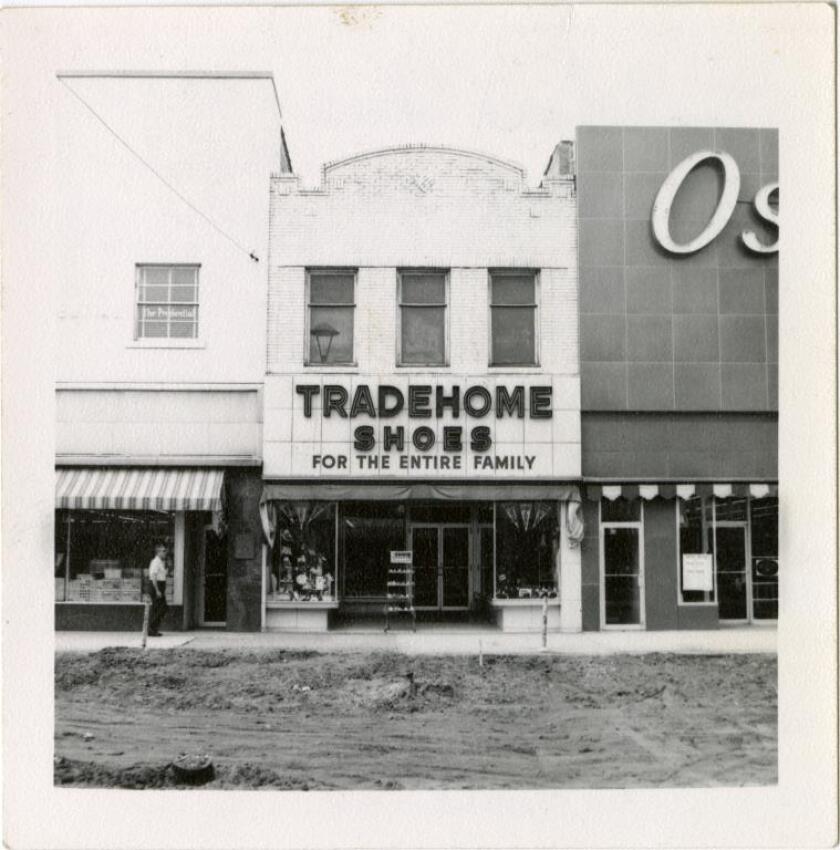 Os
The Prudential
TRADEHOME
SHOES
FOR THE ENTIRE FAMILY